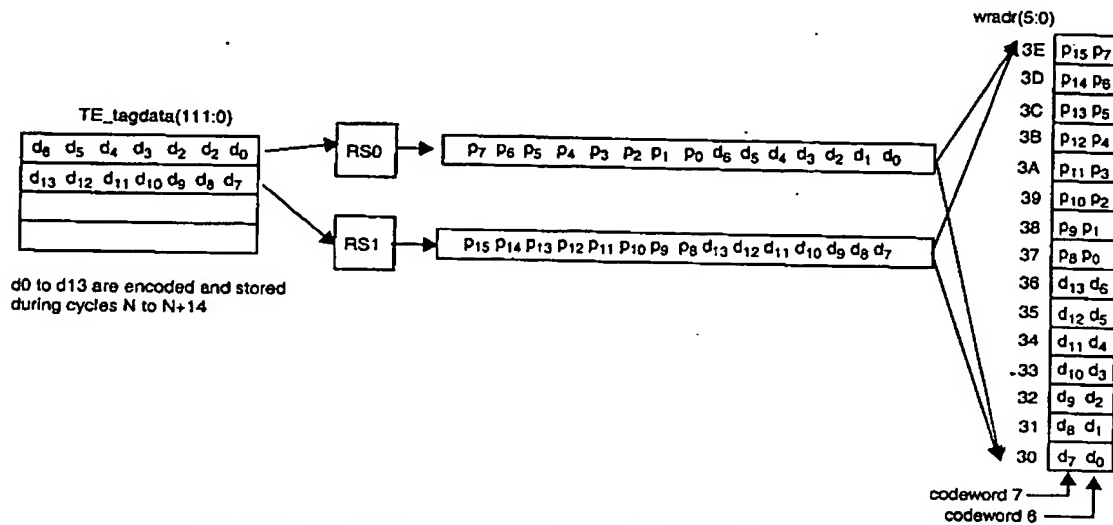 wradr(5:0)
TE_tagdata(111:0)
d6 d5 d4 d3 d2 d2 d0
d13 d12 d11 d10 d9 d8 d7
RS0
p7 p6 p5 p4 p3 p2 p1 p0 d6 d5 d4 d3 d2 d1 d0
RS1
p15 p14 p13 p12 p11 p10 p9 p8 d13 d12 d11 d10 d9 d8 d7
d0 to d13 are encoded and stored
during cycles N to N+14
3E p15 p7
3D p14 p6
3C p13 p5
3B p12 p4
3A p11 p3
39 p10 p2
38 p9 p1
37 p8 p0
36 d13 d6
35 d12 d5
34 d11 d4
33 d10 d3
32 d9 d2
31 d8 d1
30 d7 d0
codeword 7
codeword 6